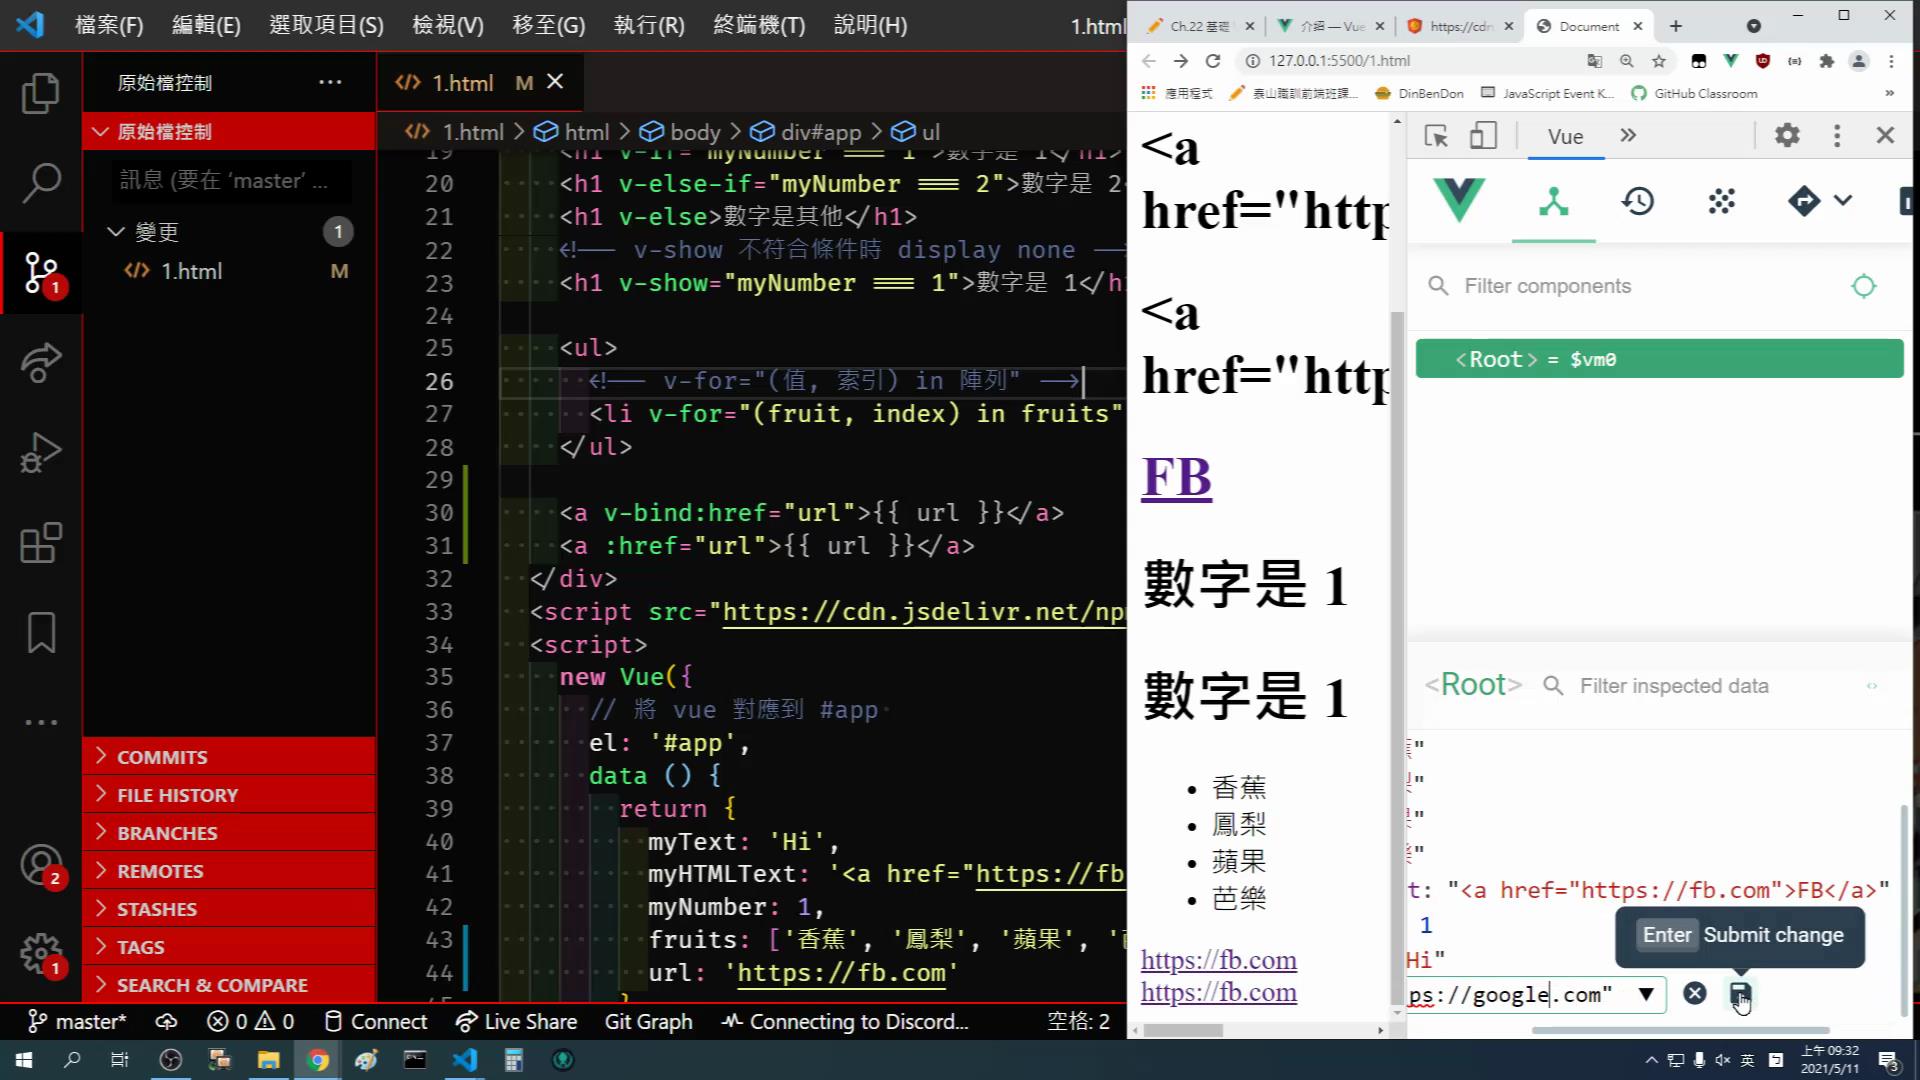 檔案(F) 編輯(E) 選取項目(S) 檢視(V) 移至(G) 執行(R) 終端機(T) 說明(H) 1.html
原始檔控制 ···
原始檔控制
訊息 (要在 ‘master’ ...
變更 1
1.html M
COMMITS
FILE HISTORY
BRANCHES
REMOTES
STASHES
TAGS
SEARCH & COMPARE
1
2
1
1.html M
1.html > html > body > div#app > ul
19 <h1 v-if="myNumber === 1">數字是 1</h1>
20 <h1 v-else-if="myNumber === 2">數字是 2<
21 <h1 v-else>數字是其他</h1>
22 <!-- v-show 不符合條件時 display none --
23 <h1 v-show="myNumber === 1">數字是 1</h1
24
25 <ul>
26 <!-- v-for="(值, 索引) in 陣列" -->
27 <li v-for="(fruit, index) in fruits"
28 </ul>
29
30 <a v-bind:href="url">{{ url }}</a>
31 <a :href="url">{{ url }}</a>
32 </div>
33 <script src="https://cdn.jsdelivr.net/np
34 <script>
35 new Vue({
36 // 將 vue 對應到 #app
37 el: '#app',
38 data () {
39 return {
40 myText: 'Hi',
41 myHTMLText: '<a href="https://fb
42 myNumber: 1,
43 fruits: ['香蕉', '鳳梨', '蘋果', '
44 url: 'https://fb.com'
master* 0 0 Connect Live Share Git Graph Connecting to Discord... 空格: 2
Ch.22 基礎 介紹 — Vue https://cdn Document
127.0.0.1:5500/1.html
應用程式 泰山職訓前端班課... DinBenDon JavaScript Event K... GitHub Classroom »
<a
href="http
<a
href="http
FB
數字是 1
數字是 1
香蕉
鳳梨
蘋果
芭樂
https://fb.com
https://fb.com
Vue »
Filter components
<Root> = $vm0
<Root> Filter inspected data
t: "<a href="https://fb.com">FB</a>"
1
Hi"
Enter Submit change
ps://google.com"
英 上午 09:32
2021/5/11
3